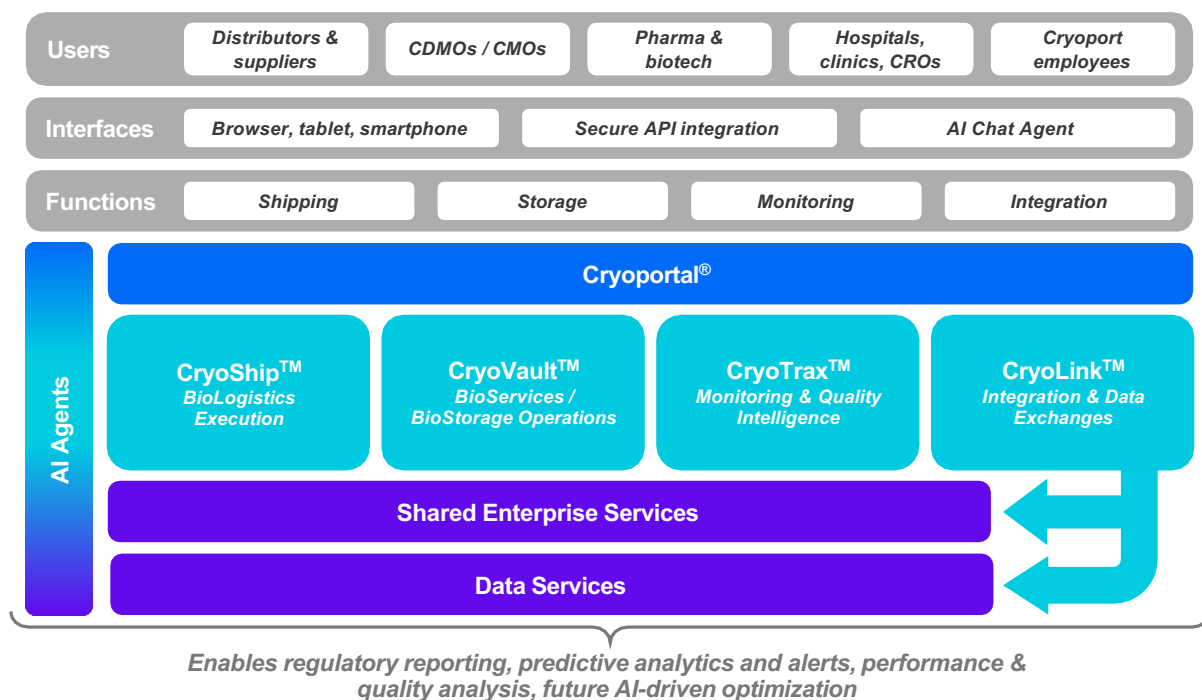 Users
Distributors &
suppliers
CDMOs / CMOs
Pharma &
biotech
Hospitals,
clinics, CROs
Cryoport
employees
Interfaces
Browser, tablet, smartphone
Secure API integration
AI Chat Agent
Functions
Shipping
Storage
Monitoring
Integration
AI Agents
Cryoportal®
CryoShip™
BioLogistics
Execution
CryoVault™
BioServices /
BioStorage Operations
CryoTrax™
Monitoring & Quality
Intelligence
CryoLink™
Integration & Data
Exchanges
Shared Enterprise Services
Data Services
Enables regulatory reporting, predictive analytics and alerts, performance &
quality analysis, future AI-driven optimization